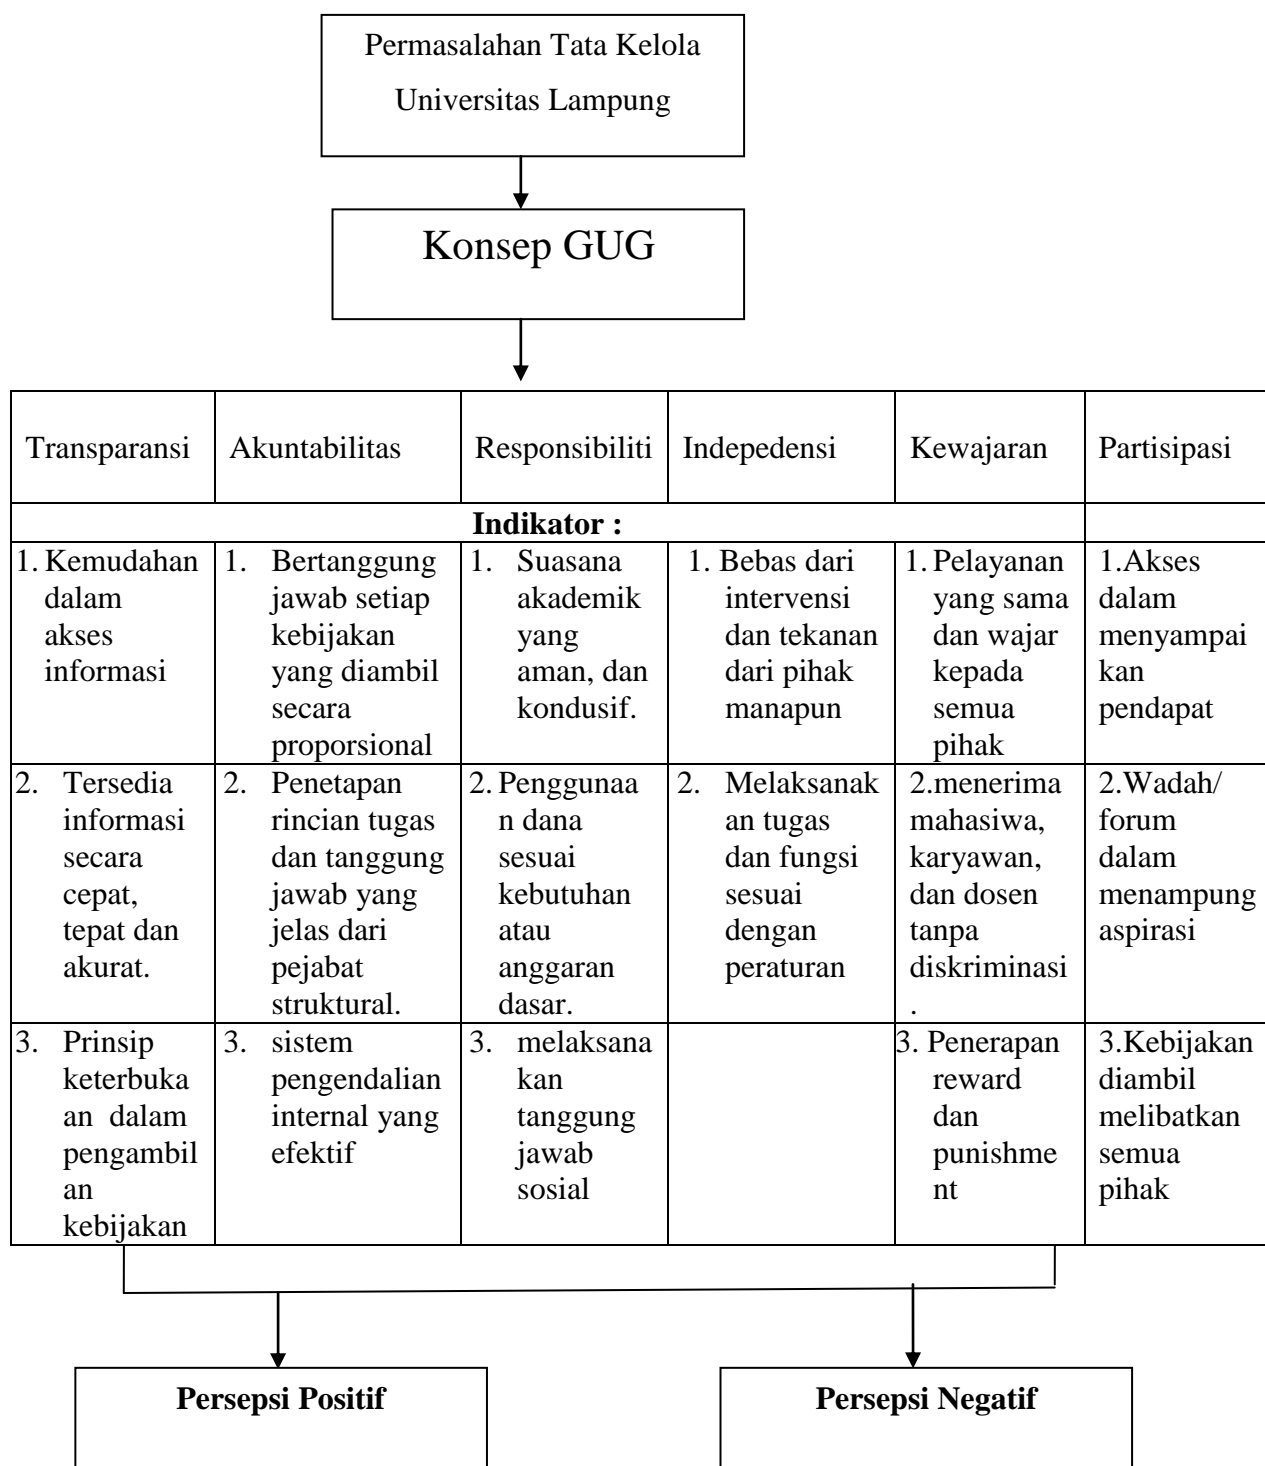 Permasalahan Tata Kelola
Universitas Lampung
Konsep GUG
Transparansi
Akuntabilitas
Responsibiliti
Indepedensi
Kewajaran
Partisipasi
Indikator :
1. Kemudahan
dalam
akses
informasi
1. Bertanggung
jawab setiap
kebijakan
yang diambil
secara
proporsional
1. Suasana
akademik
yang
aman, dan
kondusif.
1. Bebas dari
intervensi
dan tekanan
dari pihak
manapun
1. Pelayanan
yang sama
dan wajar
kepada
semua
pihak
1.Akses
dalam
menyampai
kan
pendapat
2. Tersedia
informasi
secara
cepat,
tepat dan
akurat.
2. Penetapan
rincian tugas
dan tanggung
jawab yang
jelas dari
pejabat
struktural.
2. Penggunaa
n dana
sesuai
kebutuhan
atau
anggaran
dasar.
2. Melaksanak
an tugas
dan fungsi
sesuai
dengan
peraturan
2.menerima
mahasiwa,
karyawan,
dan dosen
tanpa
diskriminasi
.
2.Wadah/
forum
dalam
menampung
aspirasi
3. Prinsip
keterbuka
an dalam
pengambil
an
kebijakan
3. sistem
pengendalian
internal yang
efektif
3. melaksana
kan
tanggung
jawab
sosial
3. Penerapan
reward
dan
punishme
nt
3.Kebijakan
diambil
melibatkan
semua
pihak
Persepsi Positif
Persepsi Negatif